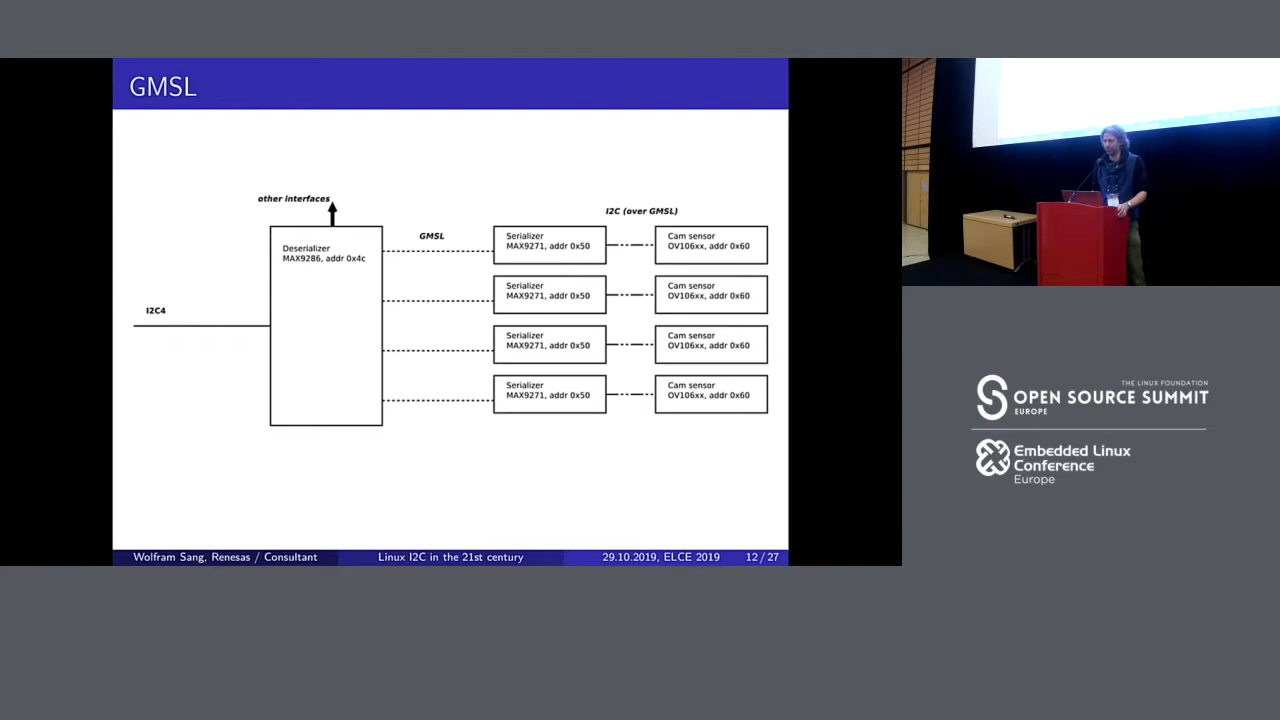 GMSL
other interfaces
I2C (over GMSL)
GMSL
Deserializer
MAX9286, addr 0x4c
I2C4
Serializer
MAX9271, addr 0x50
Cam sensor
OV106xx, addr 0x60
Serializer
MAX9271, addr 0x50
Cam sensor
OV106xx, addr 0x60
Serializer
MAX9271, addr 0x50
Cam sensor
OV106xx, addr 0x60
Serializer
MAX9271, addr 0x50
Cam sensor
OV106xx, addr 0x60
Wolfram Sang, Renesas / Consultant
Linux I2C in the 21st century
29.10.2019, ELCE 2019
12 / 27
THE LINUX FOUNDATION
OPEN SOURCE SUMMIT
EUROPE
Embedded Linux
Conference
Europe